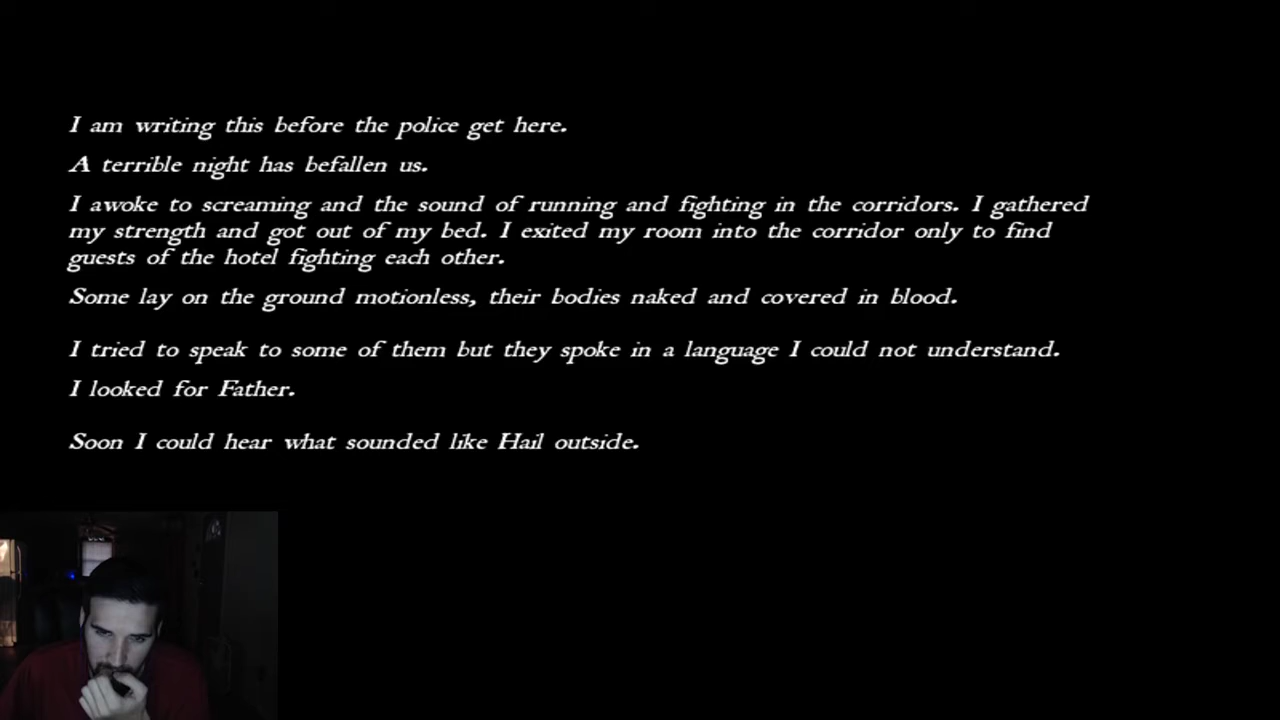 I am writing this before the police get here.
A terrible night has befallen us.
I awoke to screaming and the sound of running and fighting in the corridors. I gathered
my strength and got out of my bed. I exited my room into the corridor only to find
guests of the hotel fighting each other.
Some lay on the ground motionless, their bodies naked and covered in blood.
I tried to speak to some of them but they spoke in a language I could not understand.
I looked for Father.
Soon I could hear what sounded like Hail outside.